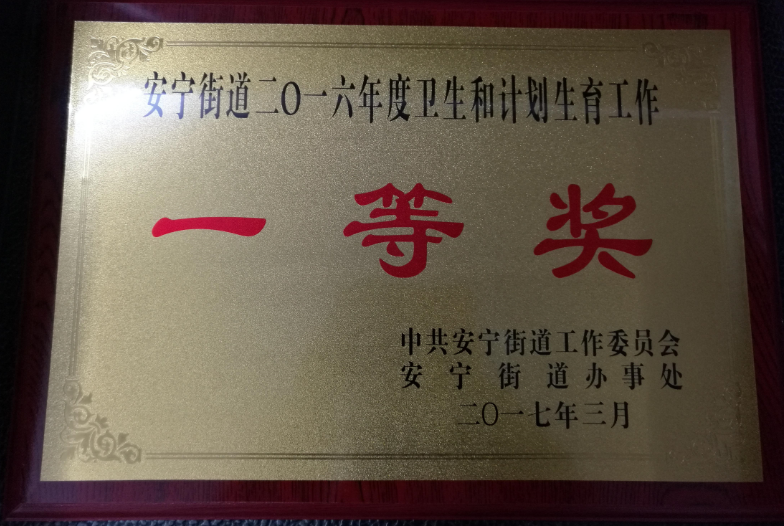 安宁街道二〇一六年度卫生和计划生育工作
一等奖
中共安宁街道工作委员会
安宁街道办事处
二〇一七年三月